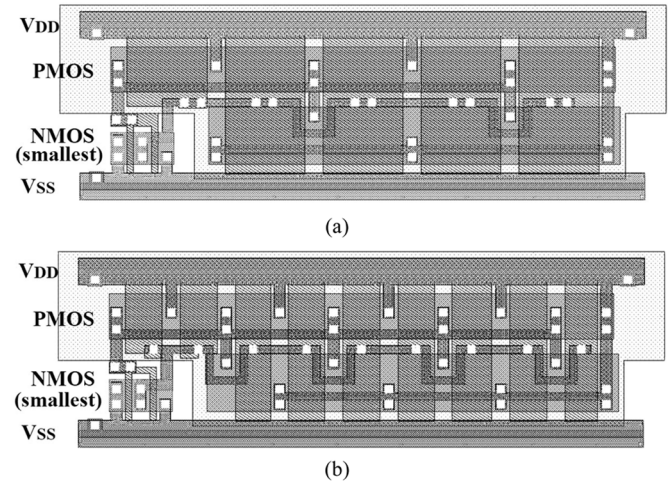 VDD
PMOS
NMOS
(smallest)
VSS
(a)
VDD
PMOS
NMOS
(smallest)
VSS
(b)